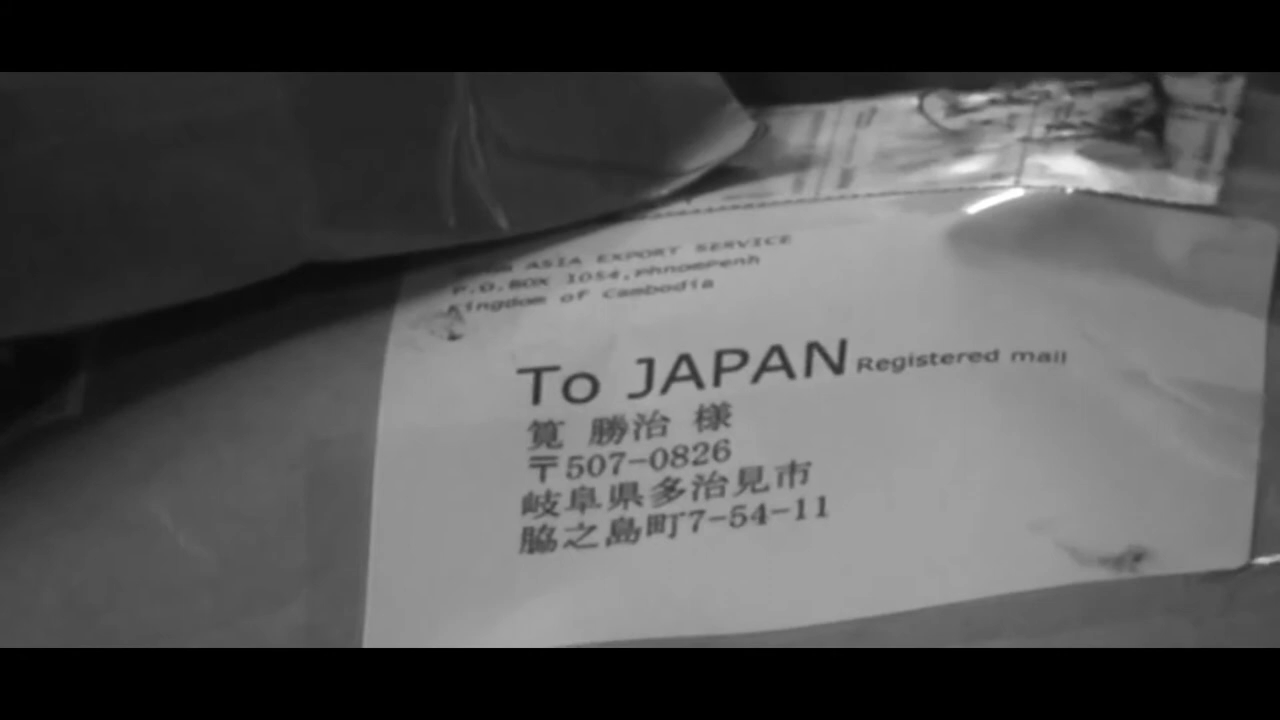 ASIA EXPORT SERVICE
P.O.BOX 1054,PhnomPenh
Kingdom of Cambodia
To JAPAN Registered mail
筧 勝治 様
〒507-0826
岐阜県多治見市
脇之島町7-54-11